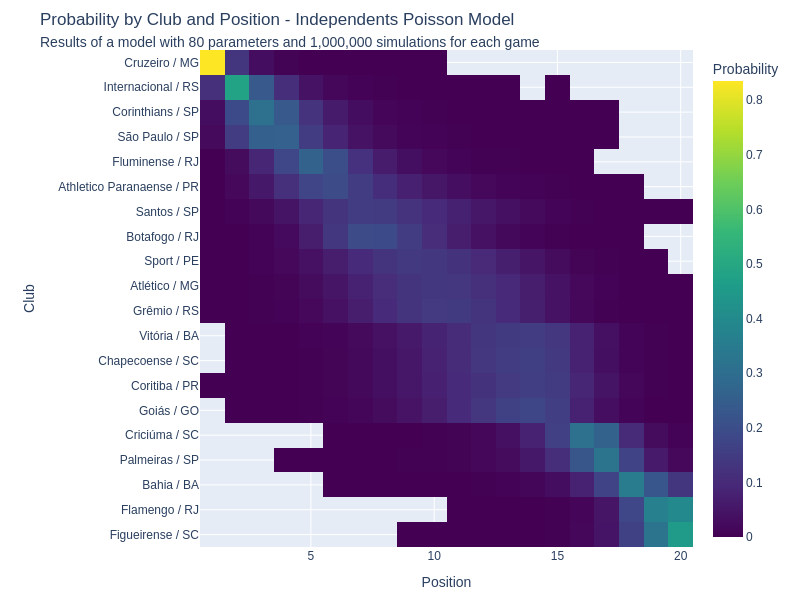 Probability by Club and Position - Independents Poisson Model
Results of a model with 80 parameters and 1,000,000 simulations for each game
Probability
Club
Cruzeiro / MG
Internacional / RS
Corinthians / SP
São Paulo / SP
Fluminense / RJ
Athletico Paranaense / PR
Santos / SP
Botafogo / RJ
Sport / PE
Atlético / MG
Grêmio / RS
Vitória / BA
Chapecoense / SC
Coritiba / PR
Goiás / GO
Criciúma / SC
Palmeiras / SP
Bahia / BA
Flamengo / RJ
Figueirense / SC
0.8
0.7
0.6
0.5
0.4
0.3
0.2
0.1
0
5
10
15
20
Position